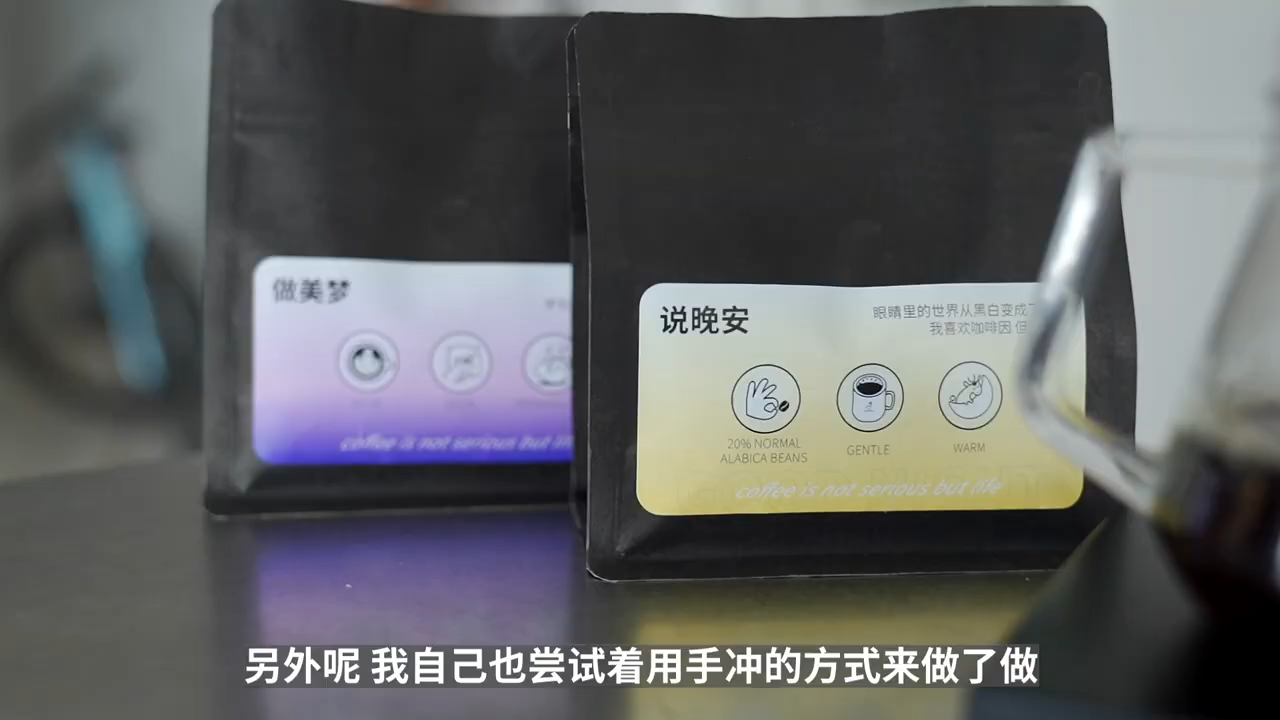 做美梦
coffee is not serious but life
说晚安
眼睛里的世界从黑白变成了
我喜欢咖啡因 但
20% NORMAL
ALABICA BEANS
GENTLE
WARM
coffee is not serious but life
另外呢 我自己也尝试着用手冲的方式来做了做